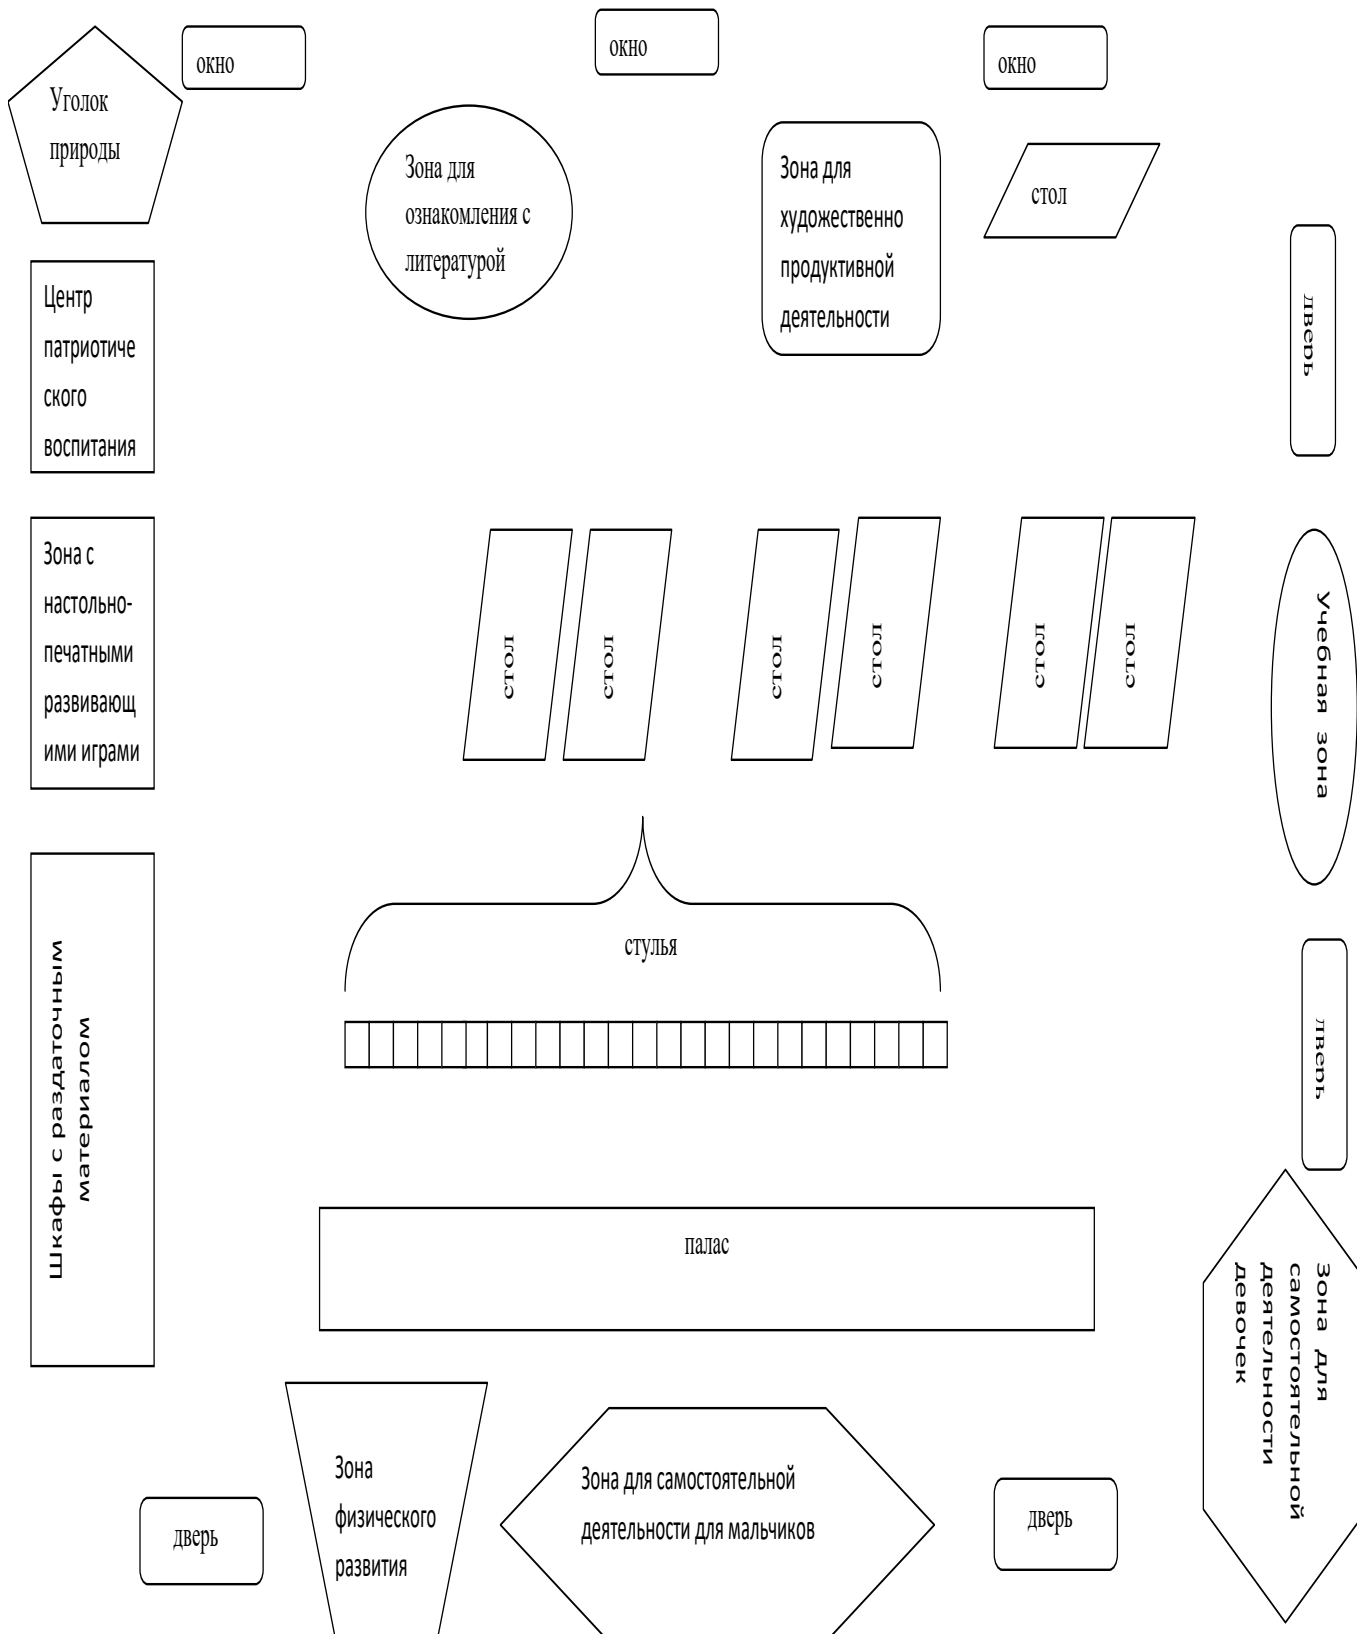 окно
окно
окно
Уголок
природы
Зона для
ознакомления с
литературой
Зона для
художественно
продуктивной
деятельности
стол
дверь
Центр
патриотиче
ского
воспитания
Зона с
настольно-
печатными
развивающ
ими играми
стол
стол
стол
стол
стол
стол
Учебная зона
стулья
Шкафы с раздаточным
материалом
дверь
палас
Зона для
самостоятельной
деятельности
девочек
Зона
физического
развития
Зона для самостоятельной
деятельности для мальчиков
дверь
дверь